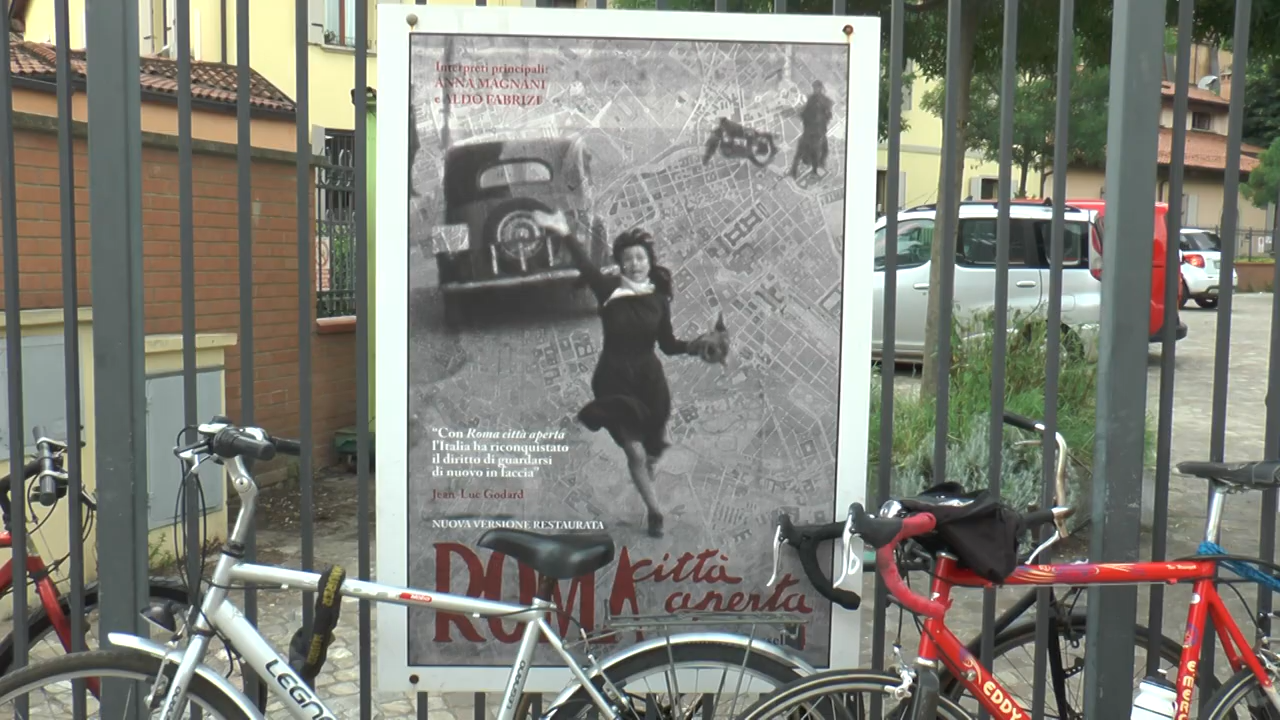 Interpreti principali:
ANNA MAGNANI
e ALDO FABRIZI
"Con Roma città aperta
l'Italia ha riconquistato
il diritto di guardarsi
di nuovo in faccia"
Jean-Luc Godard
NUOVA VERSIONE RESTAURATA
ROMA città
aperta
LEGNA
EDDY